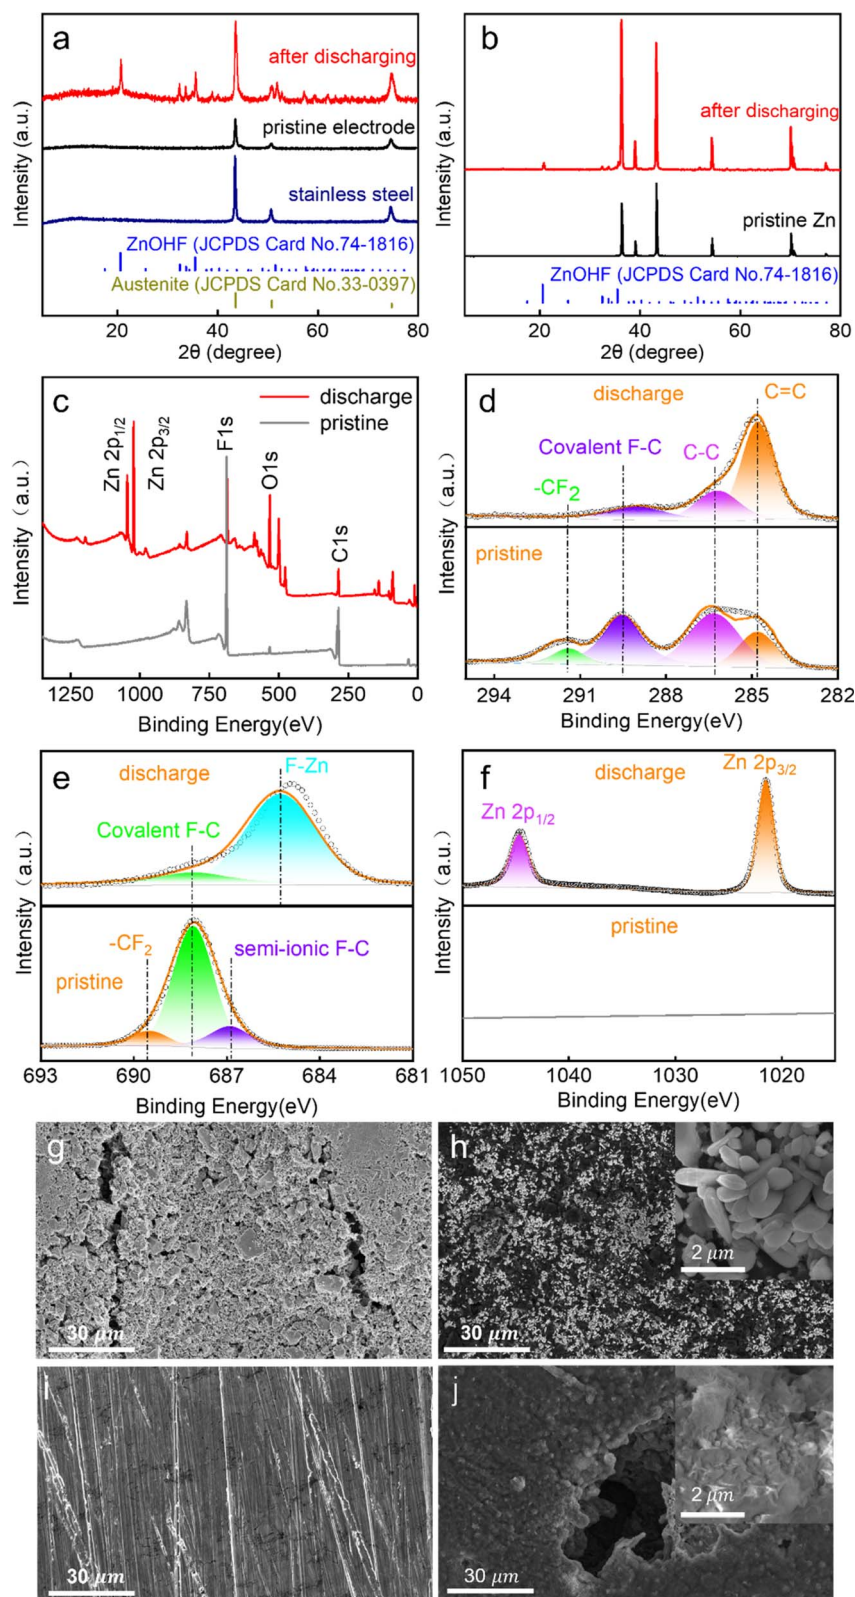 a
after discharging
pristine electrode
stainless steel
ZnOHF (JCPDS Card No.74-1816)
Austenite (JCPDS Card No.33-0397)
Intensity (a.u.)
20 40 60 80
2θ (degree)
b
after discharging
pristine Zn
ZnOHF (JCPDS Card No.74-1816)
Intensity (a.u.)
20 40 60 80
2θ (degree)
c
discharge
pristine
Zn 2p1/2
Zn 2p3/2
F1s
O1s
C1s
Intensity (a.u.)
1250 1000 750 500 250 0
Binding Energy(eV)
d
discharge
C=C
Covalent F-C
C-C
-CF2
pristine
Intensity (a.u.)
294 291 288 285 282
Binding Energy(eV)
e
discharge
F-Zn
Covalent F-C
-CF2
semi-ionic F-C
pristine
Intensity (a.u.)
693 690 687 684 681
Binding Energy(eV)
f
discharge
Zn 2p3/2
Zn 2p1/2
pristine
Intensity (a.u.)
1050 1040 1030 1020
Binding Energy(eV)
g
30 μm
h
2 μm
30 μm
i
30 μm
j
2 μm
30 μm